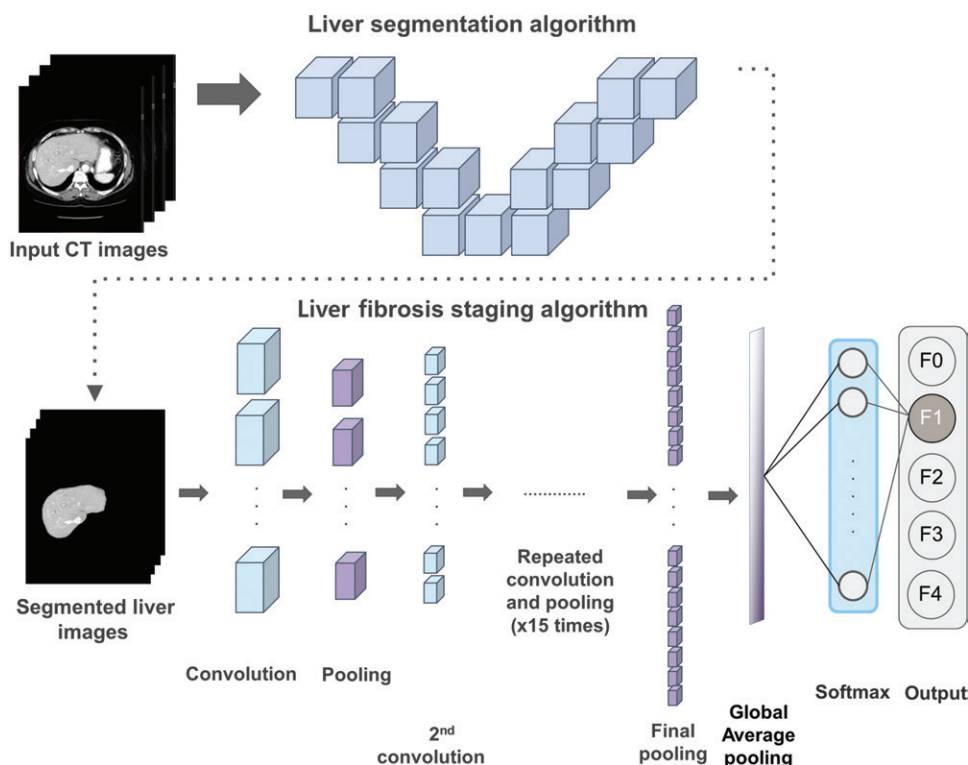 Liver segmentation algorithm
Input CT images
Liver fibrosis staging algorithm
F0
F1
F2
F3
F4
Repeated
convolution
and pooling
(x15 times)
Segmented liver
images
Convolution
Pooling
2nd
convolution
Final
pooling
Global
Average
pooling
Softmax
Output